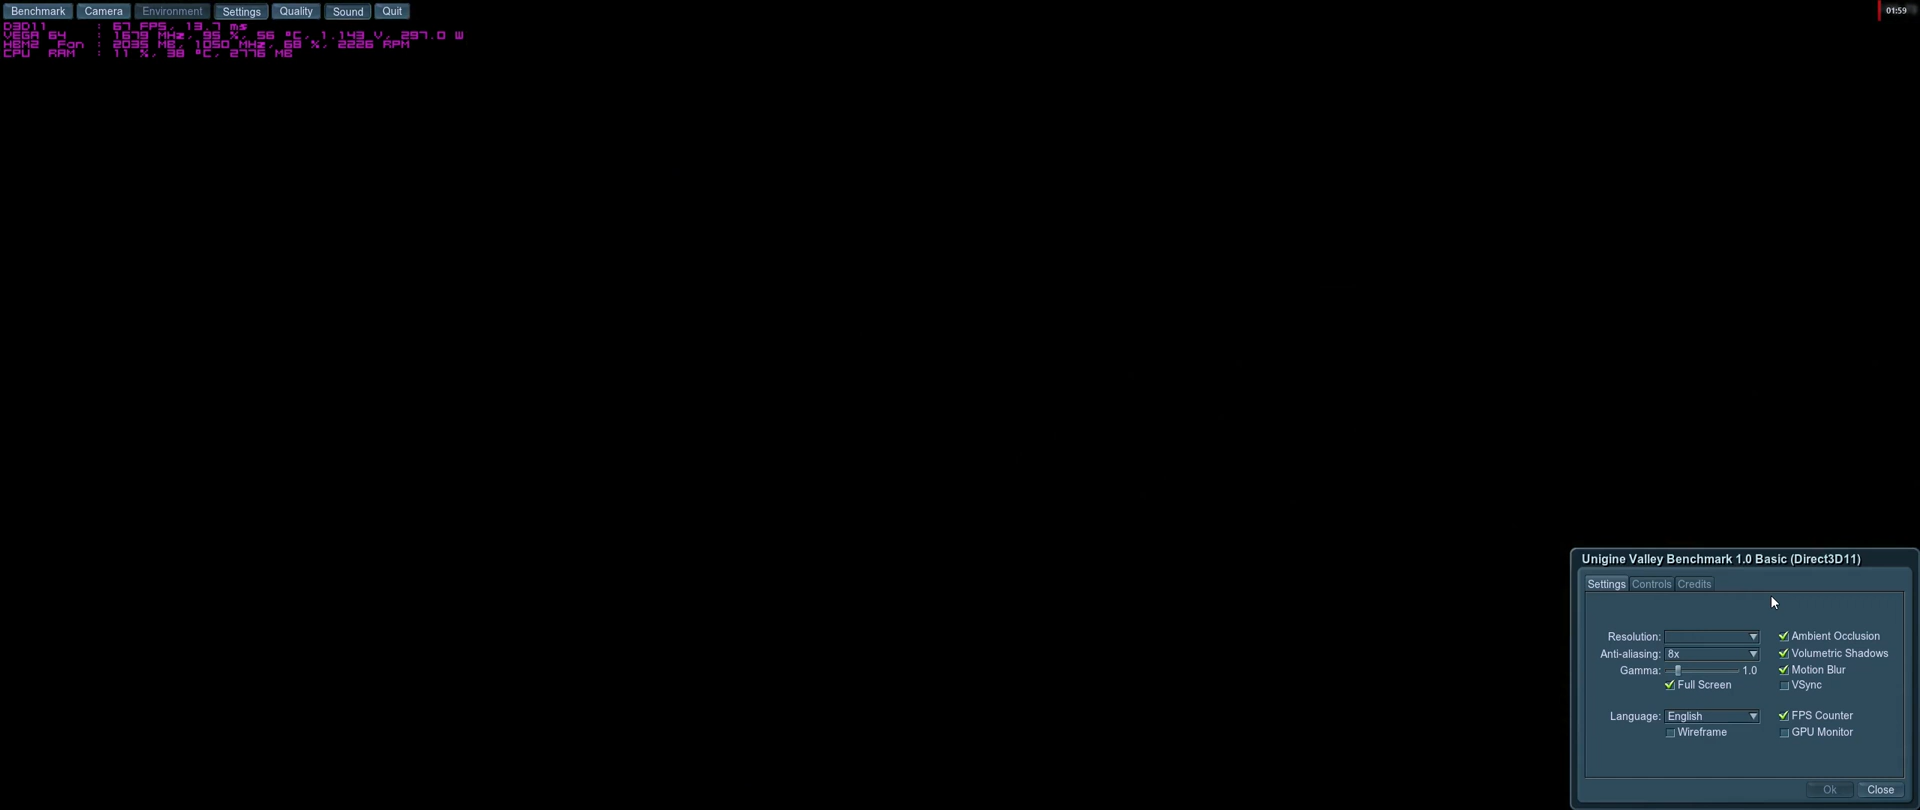 Benchmark Camera Environment Settings Quality Sound Quit
01:59
D3D11 : 67 FPS, 13.7 ms
VEGA 64 : 1679 MHz, 95 %, 56 °C, 1.143 V, 297.0 W
HBM2 Fan : 2035 MB, 1050 MHz, 68 %, 2226 RPM
CPU RAM : 11 %, 38 °C, 2776 MB
Unigine Valley Benchmark 1.0 Basic (Direct3D11)
Settings Controls Credits
Resolution: Ambient Occlusion
Anti-aliasing: 8x Volumetric Shadows
Gamma: 1.0 Motion Blur
Full Screen VSync
Language: English FPS Counter
Wireframe GPU Monitor
Ok Close